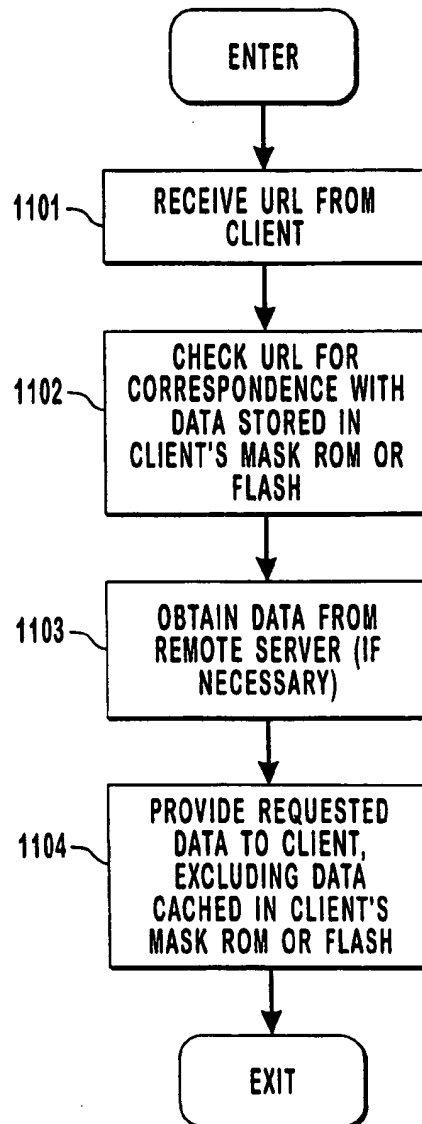 ENTER
1101
RECEIVE URL FROM
CLIENT
1102
CHECK URL FOR
CORRESPONDENCE WITH
DATA STORED IN
CLIENT'S MASK ROM OR
FLASH
1103
OBTAIN DATA FROM
REMOTE SERVER (IF
NECESSARY)
1104
PROVIDE REQUESTED
DATA TO CLIENT,
EXCLUDING DATA
CACHED IN CLIENT'S
MASK ROM OR FLASH
EXIT